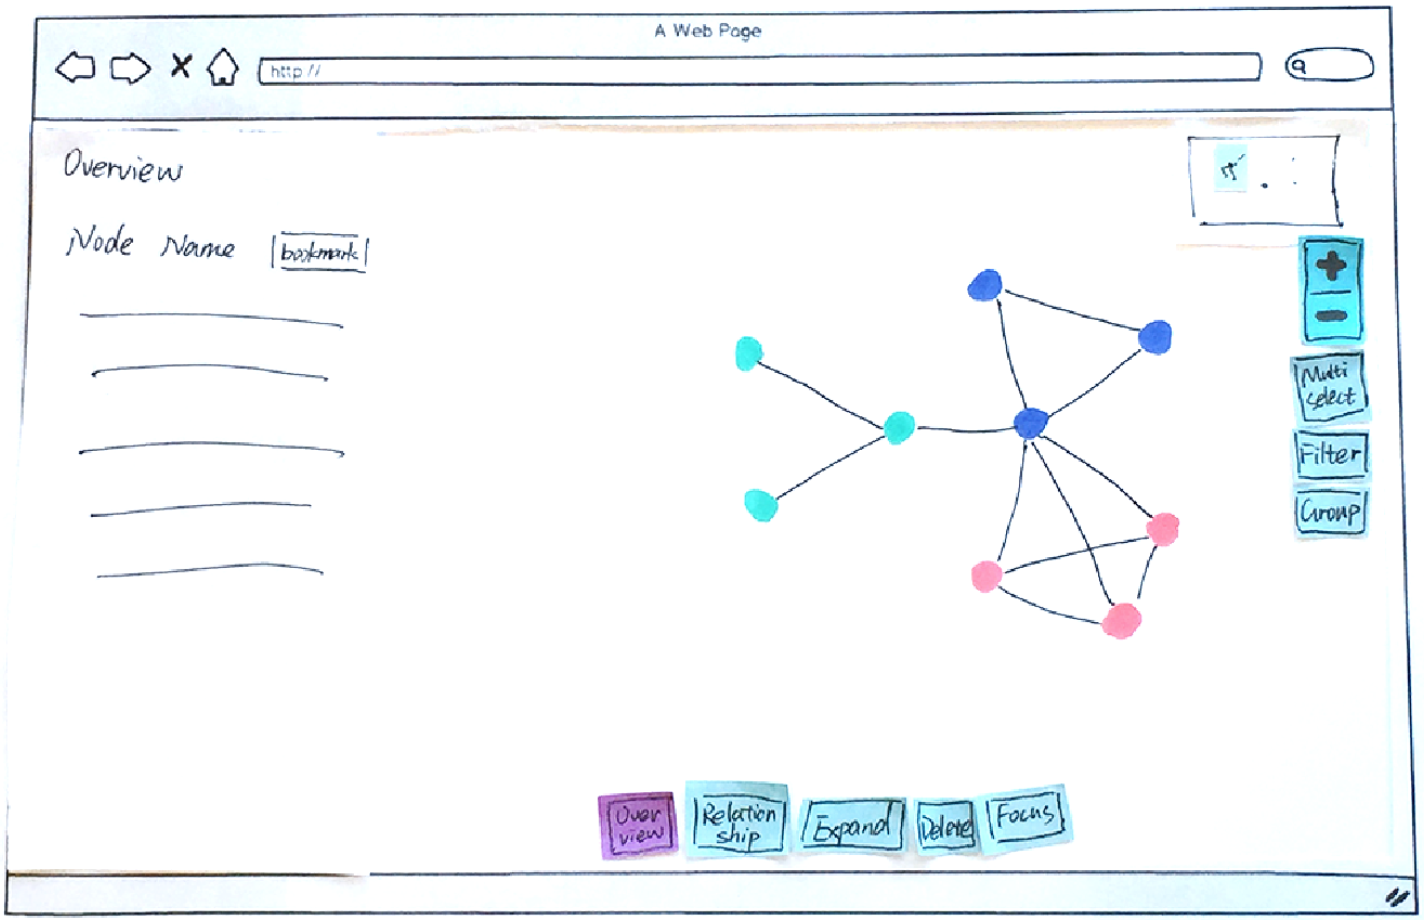 A Web Page
http://
Overview
Node Name bookmark
+
-
Multi
select
Filter
Group
Over
view
Relation
ship
Expand
Delete
Focus